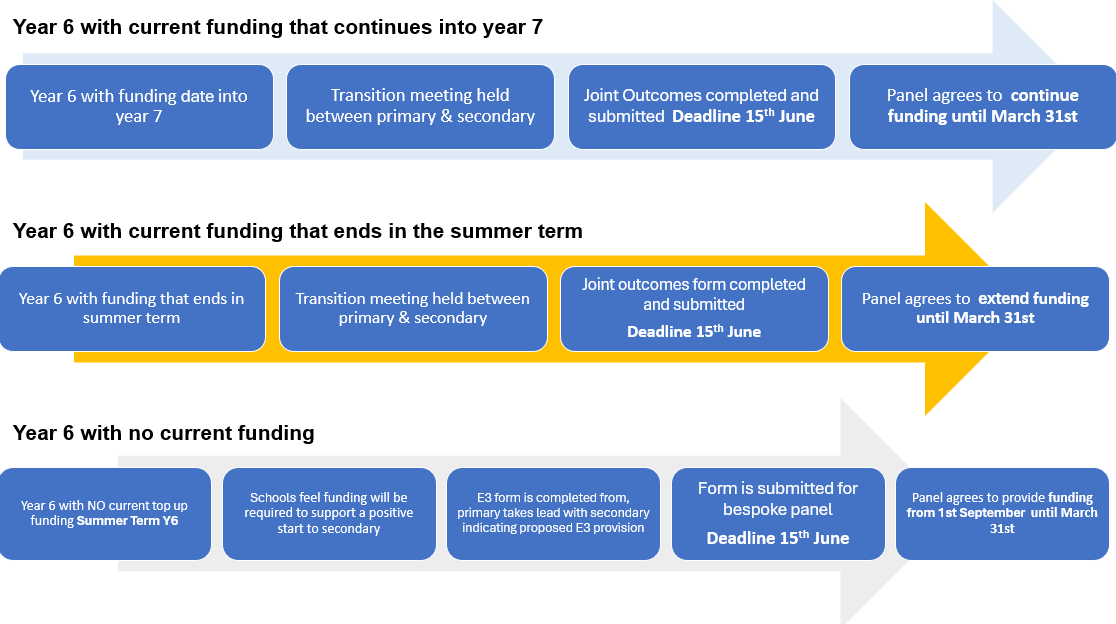 Year 6 with current funding that continues into year 7
Year 6 with funding date into
year 7
Transition meeting held
between primary & secondary
Joint Outcomes completed and
submitted Deadline 15th June
Panel agrees to continue
funding until March 31st
Year 6 with current funding that ends in the summer term
Year 6 with funding that ends in
summer term
Transition meeting held between
primary & secondary
Joint outcomes form completed
and submitted
Deadline 15th June
Panel agrees to extend funding
until March 31st
Year 6 with no current funding
Year 6 with NO current top up
funding Summer Term Y6
Schools feel funding will be
required to support a positive
start to secondary
E3 form is completed from,
primary takes lead with secondary
indicating proposed E3 provision
Form is submitted for
bespoke panel
Deadline 15th June
Panel agrees to provide funding
from 1st September until March
31st